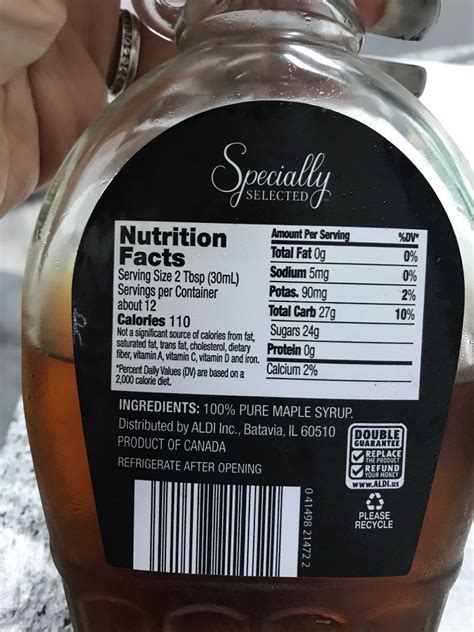 Specially
SELECTED
Nutrition
Facts
Serving Size 2 Tbsp (30mL)
Servings per Container
about 12
Calories 110
Not a significant source of calories from fat,
saturated fat, trans fat, cholesterol, dietary
fiber, vitamin A, vitamin C, vitamin D and iron.
*Percent Daily Values (DV) are based on a
2,000 calorie diet.
Amount Per Serving %DV*
Total Fat 0g 0%
Sodium 5mg 0%
Potas. 90mg 2%
Total Carb 27g 10%
Sugars 24g
Protein 0g
Calcium 2%
INGREDIENTS: 100% PURE MAPLE SYRUP.
Distributed by ALDI Inc., Batavia, IL 60510
PRODUCT OF CANADA
REFRIGERATE AFTER OPENING
DOUBLE
GUARANTEE
REPLACE
THE PRODUCT
REFUND
YOUR MONEY
www.ALDI.us
PLEASE
RECYCLE
0 41498 21472 2